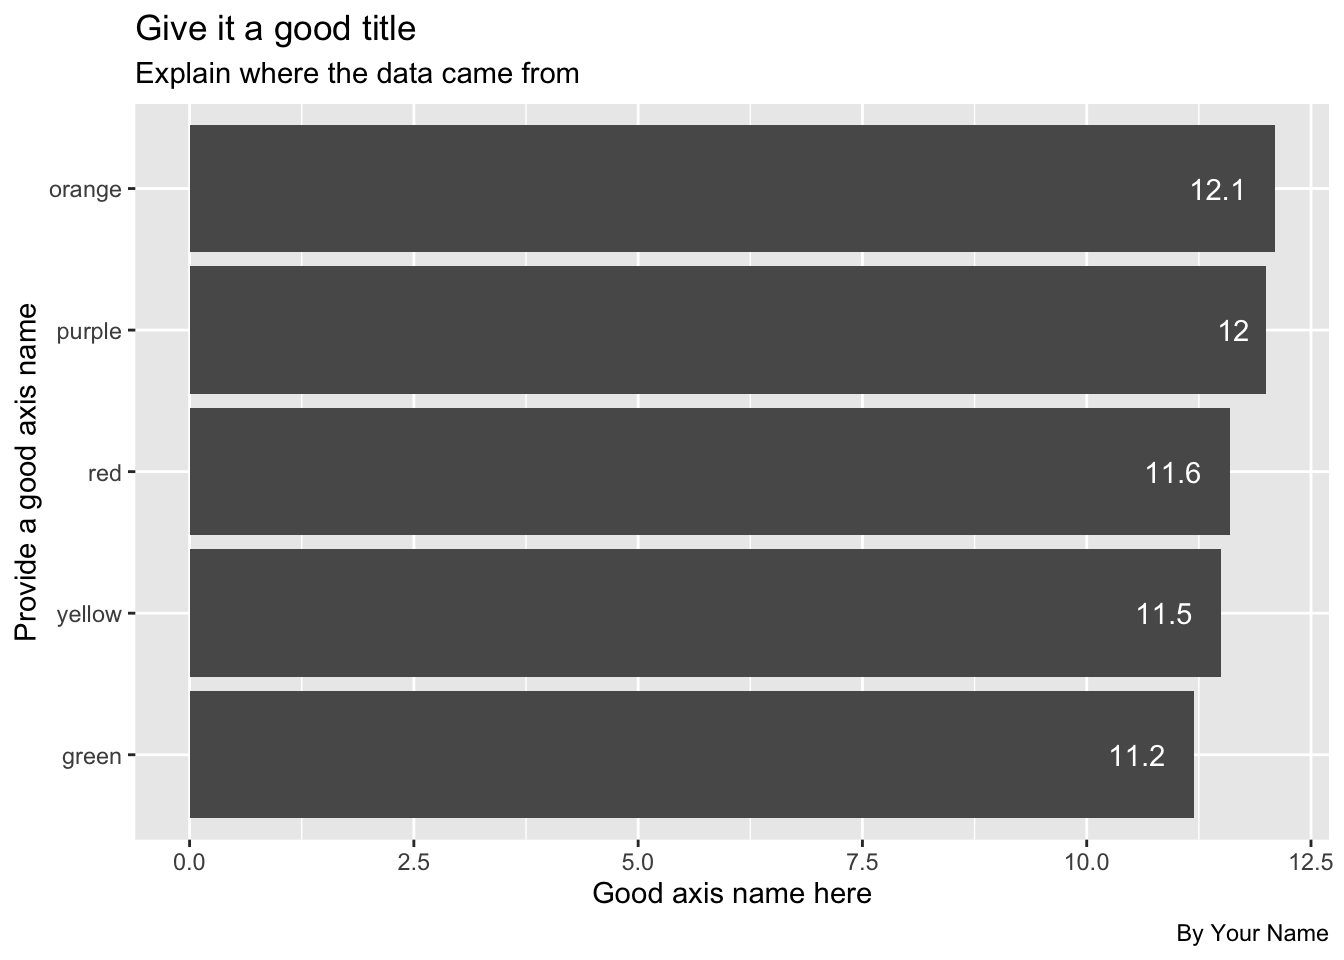 Give it a good title
Explain where the data came from
Provide a good axis name
orange
12.1
purple
12
red
11.6
yellow
11.5
green
11.2
0.0 2.5 5.0 7.5 10.0 12.5
Good axis name here
By Your Name